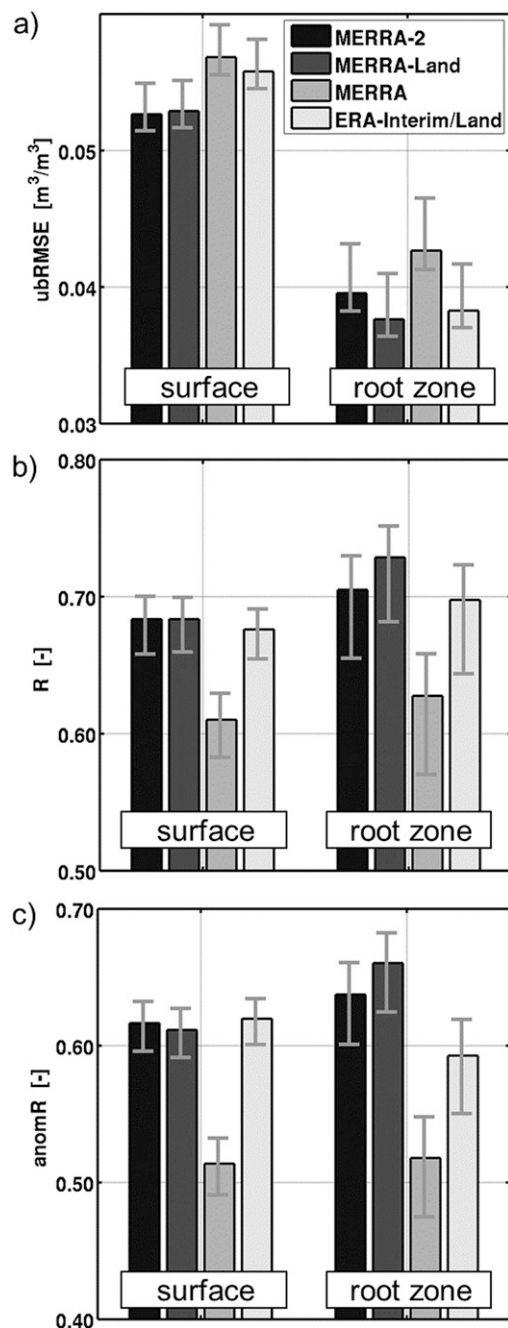 a)
MERRA-2
MERRA-Land
MERRA
ERA-Interim/Land
ubRMSE [m³/m³]
0.05
0.04
0.03
surface
root zone
b)
0.80
0.70
0.60
0.50
R [-]
surface
root zone
c)
0.70
0.60
0.50
0.40
anomR [-]
surface
root zone